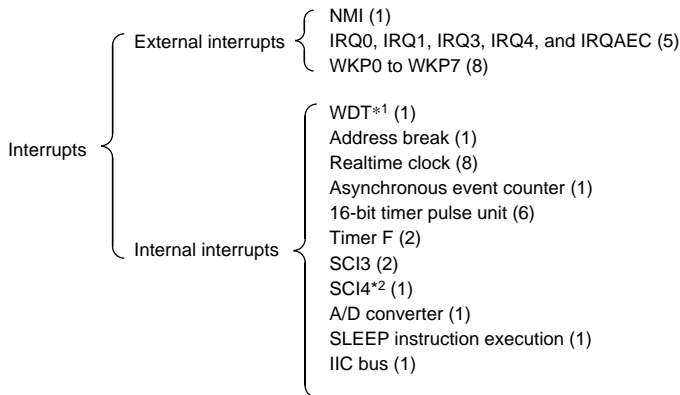 Interrupts
External interrupts
NMI (1)
IRQ0, IRQ1, IRQ3, IRQ4, and IRQAEC (5)
WKP0 to WKP7 (8)
Internal interrupts
WDT*1 (1)
Address break (1)
Realtime clock (8)
Asynchronous event counter (1)
16-bit timer pulse unit (6)
Timer F (2)
SCI3 (2)
SCI4*2 (1)
A/D converter (1)
SLEEP instruction execution (1)
IIC bus (1)